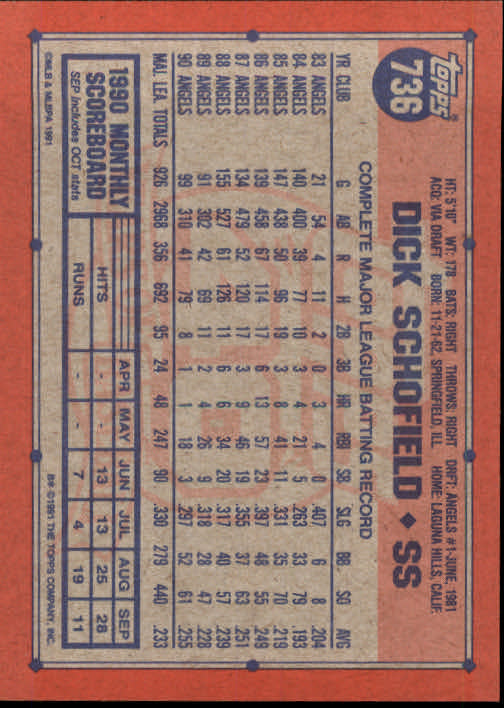 TOPPS®
736
HT: 5'10" WT: 178 BATS: RIGHT THROWS: RIGHT DRFT: ANGELS #1-JUNE, 1981
ACQ: VIA DRAFT BORN: 11-21-62, SPRINGFIELD, ILL HOME: LAGUNA HILLS, CALIF.
DICK SCHOFIELD ◆ SS
COMPLETE MAJOR LEAGUE BATTING RECORD
YR CLUB G AB R H 2B 3B HR RBI SB SLG BB SO AVG
83 ANGELS 21 54 4 11 2 0 3 4 0 .407 6 8 .204
84 ANGELS 140 400 39 77 10 3 4 21 5 .263 33 79 .193
85 ANGELS 147 438 50 96 19 3 8 41 11 .331 35 70 .219
86 ANGELS 139 458 67 114 17 6 13 57 23 .397 48 55 .249
87 ANGELS 134 479 52 120 17 3 9 46 19 .355 37 63 .251
88 ANGELS 155 527 61 126 11 6 6 34 20 .317 40 57 .239
89 ANGELS 91 302 42 69 11 2 4 26 9 .318 28 47 .228
90 ANGELS 99 310 41 79 8 1 1 18 3 .297 52 61 .255
MAJ. LEA. TOTALS 926 2968 356 692 95 24 48 247 90 .330 279 440 .233
1990 MONTHLY
SCOREBOARD
SEP includes OCT stats
APR MAY JUN JUL AUG SEP
HITS - - 13 13 25 28
RUNS - - 7 4 19 11
©MLB & MLBPA 1991
B* ©1991 THE TOPPS COMPANY, INC.